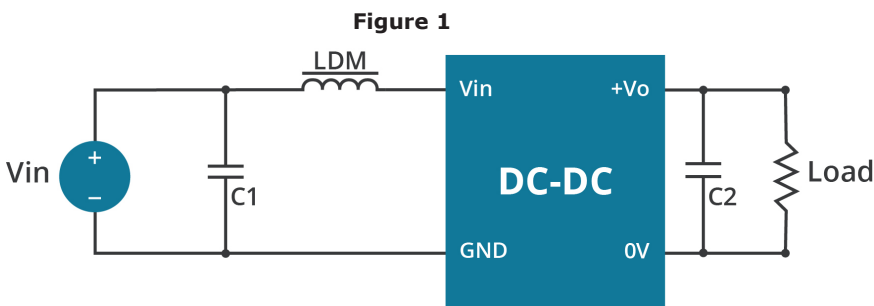 Figure 1
LDM
Vin
+Vo
Vin
+
−
C1
DC-DC
C2
Load
GND
0V